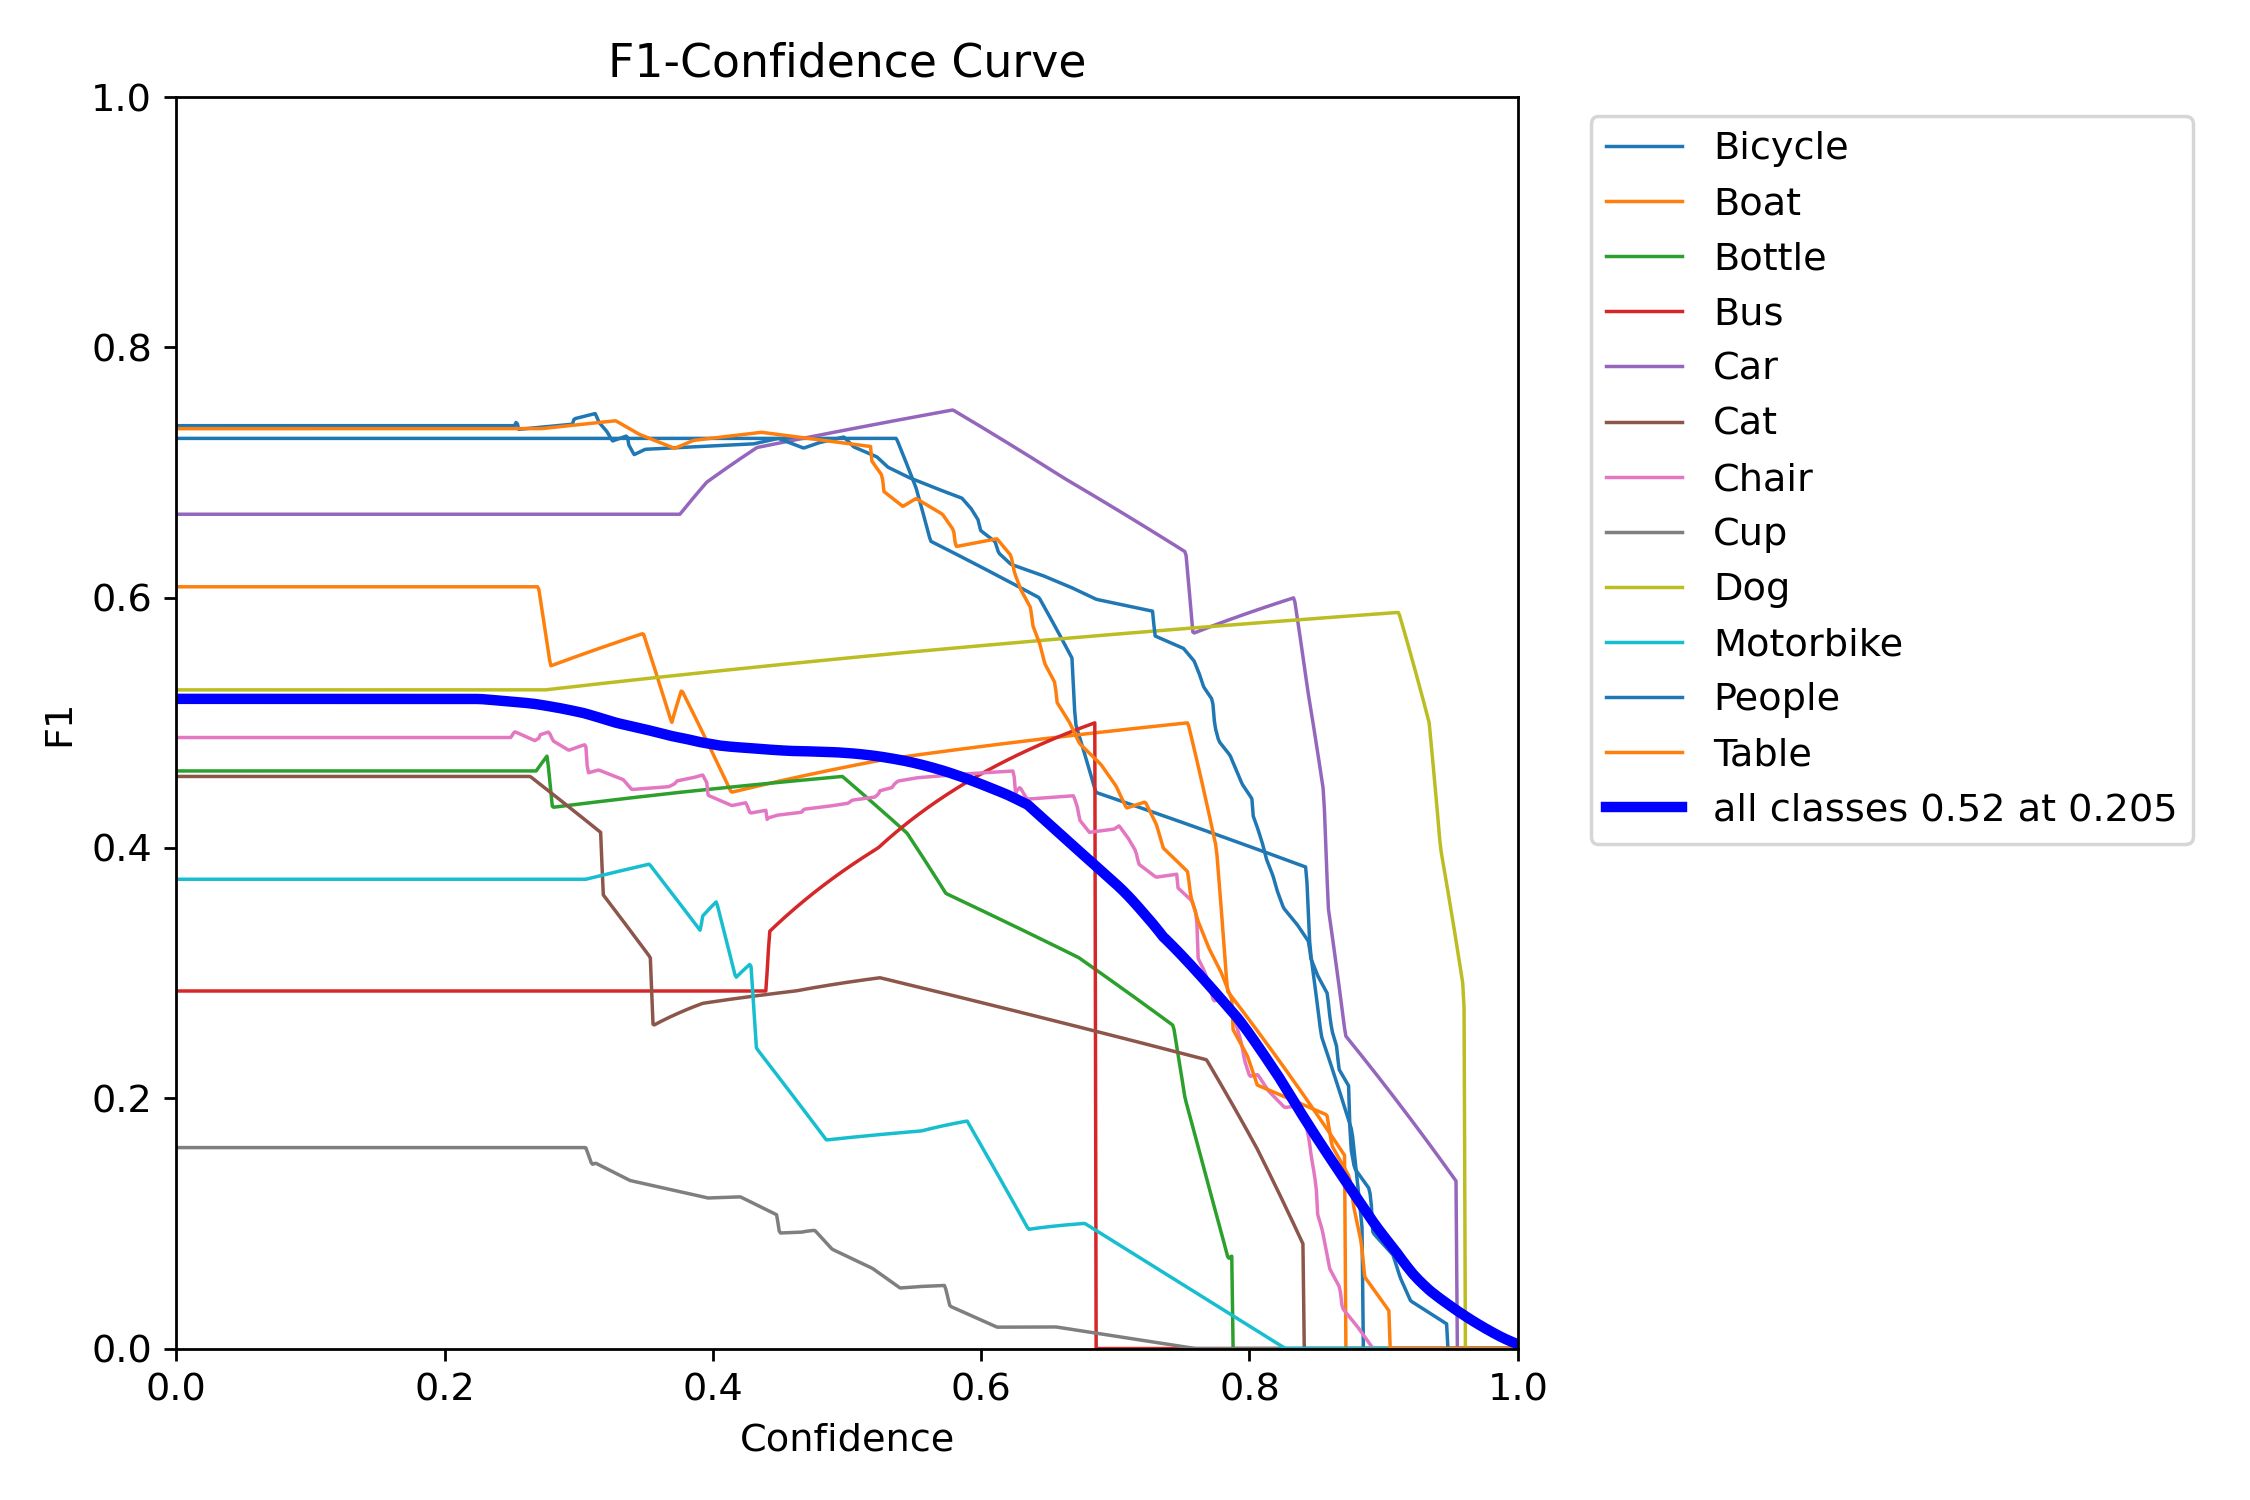 F1-Confidence Curve
1.0
0.8
0.6
0.4
0.2
0.0
F1
0.0 0.2 0.4 0.6 0.8 1.0
Confidence
Bicycle
Boat
Bottle
Bus
Car
Cat
Chair
Cup
Dog
Motorbike
People
Table
all classes 0.52 at 0.205